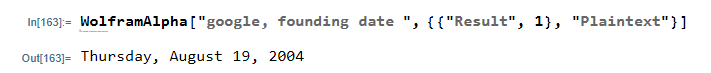 In[163]:= WolframAlpha["google, founding date ", {{"Result", 1}, "Plaintext"}]
Out[163]= Thursday, August 19, 2004